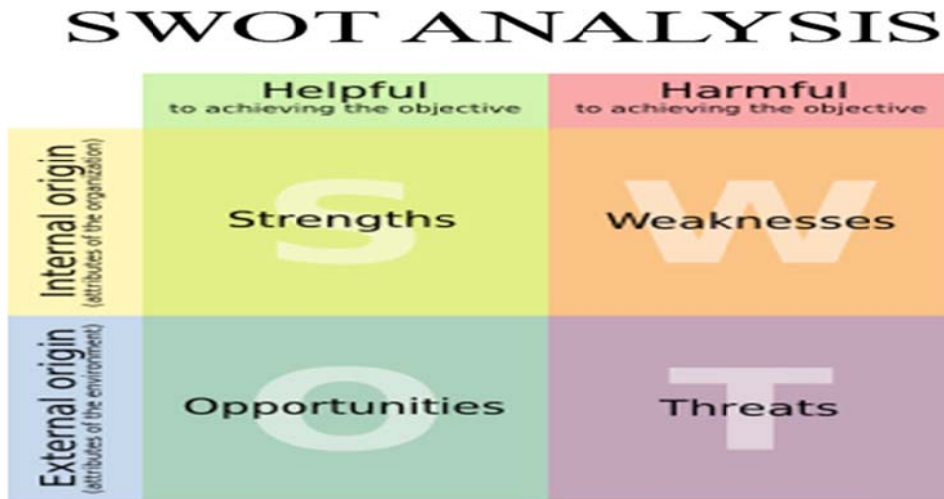 SWOT ANALYSIS
Helpful
to achieving the objective
Harmful
to achieving the objective
Internal origin
(attributes of the organization)
S
Strengths
W
Weaknesses
External origin
(attributes of the environment)
O
Opportunities
T
Threats